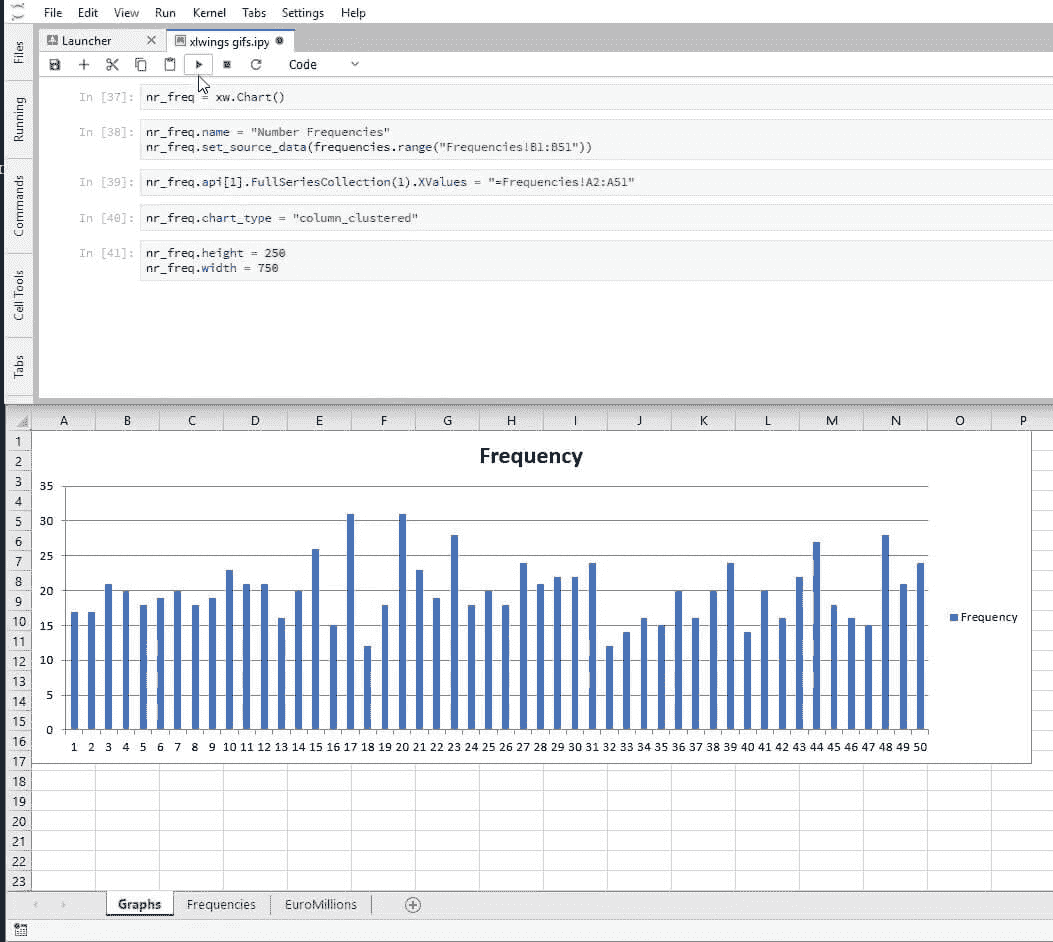 File Edit View Run Kernel Tabs Settings Help
Launcher xlwings gifs.ipy
Code
Files
Running
Commands
Cell Tools
Tabs
In [37]: nr_freq = xw.Chart()
In [38]: nr_freq.name = "Number Frequencies"
nr_freq.set_source_data(frequencies.range("Frequencies!B1:B51"))
In [39]: nr_freq.api[1].FullSeriesCollection(1).XValues = "=Frequencies!A2:A51"
In [40]: nr_freq.chart_type = "column_clustered"
In [41]: nr_freq.height = 250
nr_freq.width = 750
A B C D E F G H I J K L M N O P
1
2
3
4
5
6
7
8
9
10
11
12
13
14
15
16
17
18
19
20
21
22
23
Frequency
35
30
25
20
15
10
5
0
1 2 3 4 5 6 7 8 9 10 11 12 13 14 15 16 17 18 19 20 21 22 23 24 25 26 27 28 29 30 31 32 33 34 35 36 37 38 39 40 41 42 43 44 45 46 47 48 49 50
Frequency
Graphs Frequencies EuroMillions